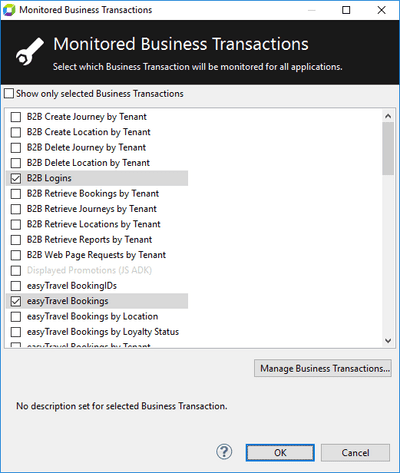 Monitored Business Transactions
Monitored Business Transactions
Select which Business Transaction will be monitored for all applications.
Show only selected Business Transactions
B2B Create Journey by Tenant
B2B Create Location by Tenant
B2B Delete Journey by Tenant
B2B Delete Location by Tenant
B2B Logins
B2B Retrieve Bookings by Tenant
B2B Retrieve Journeys by Tenant
B2B Retrieve Locations by Tenant
B2B Retrieve Reports by Tenant
B2B Web Page Requests by Tenant
Displayed Promotions (JS ADK)
easyTravel BookingIDs
easyTravel Bookings
easyTravel Bookings by Location
easyTravel Bookings by Loyalty Status
easyTravel Bookings by Tenant
Manage Business Transactions...
No description set for selected Business Transaction.
?
OK
Cancel